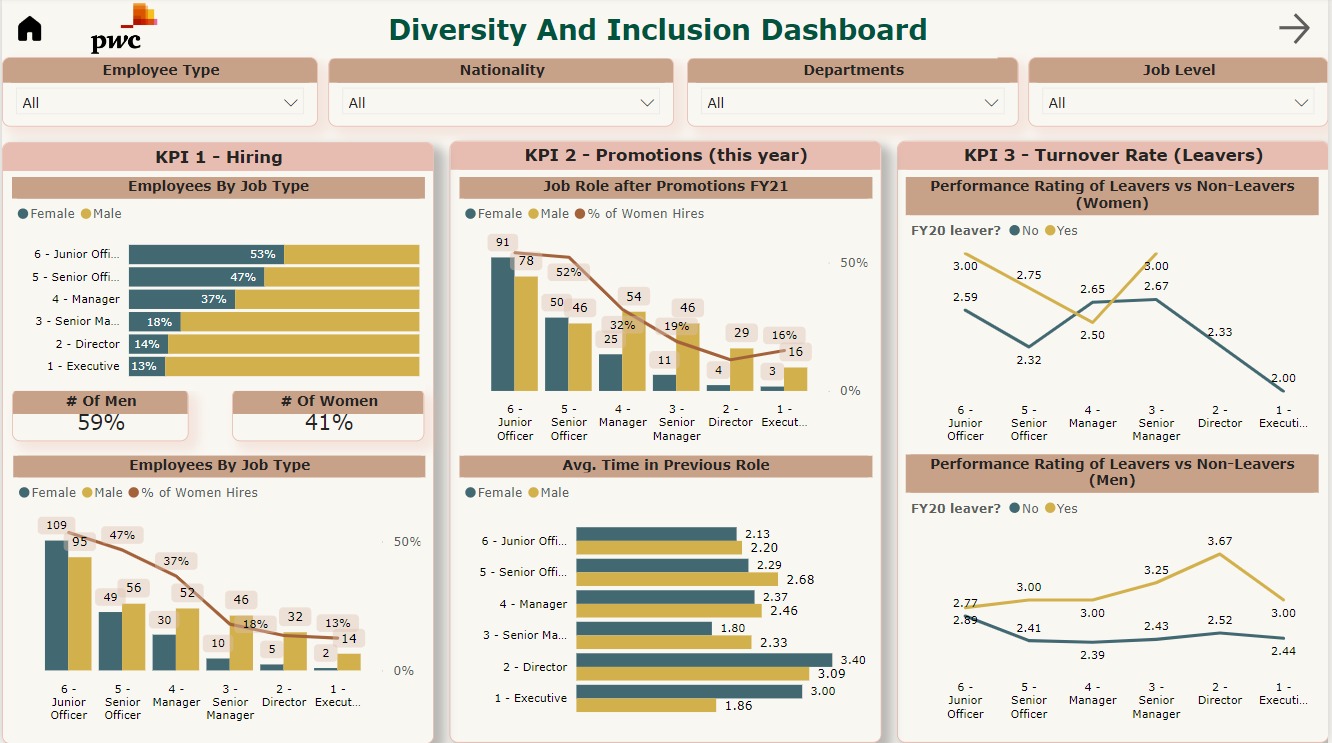 pwc
Diversity And Inclusion Dashboard
Employee Type
All
Nationality
All
Departments
All
Job Level
All
KPI 1 - Hiring
Employees By Job Type
Female Male
6 - Junior Offi... 53%
5 - Senior Offi... 47%
4 - Manager 37%
3 - Senior Ma... 18%
2 - Director 14%
1 - Executive 13%
# Of Men
59%
# Of Women
41%
Employees By Job Type
Female Male % of Women Hires
109 95 47% 50%
49 56 37%
30 52 46
10 18% 32 13%
5 2 14
0%
6 - Junior Officer
5 - Senior Officer
4 - Manager
3 - Senior Manager
2 - Director
1 - Execut...
KPI 2 - Promotions (this year)
Job Role after Promotions FY21
Female Male % of Women Hires
91 78 52% 50%
50 46 54 46
32% 19% 29 16%
25 11 4 3 16
0%
6 - Junior Officer
5 - Senior Officer
4 - Manager
3 - Senior Manager
2 - Director
1 - Execut...
Avg. Time in Previous Role
Female Male
6 - Junior Offi... 2.13
2.20
5 - Senior Offi... 2.29
2.68
4 - Manager 2.37
2.46
3 - Senior Ma... 1.80
2.33
2 - Director 3.40
3.09
1 - Executive 3.00
1.86
KPI 3 - Turnover Rate (Leavers)
Performance Rating of Leavers vs Non-Leavers
(Women)
FY20 leaver? No Yes
3.00 2.75 3.00
2.59 2.65 2.67
2.32 2.50 2.33
2.00
6 - Junior Officer
5 - Senior Officer
4 - Manager
3 - Senior Manager
2 - Director
1 - Executi...
Performance Rating of Leavers vs Non-Leavers
(Men)
FY20 leaver? No Yes
3.67
3.25
2.77 3.00 3.00 3.00
2.89 2.41 2.39 2.43 2.52 2.44
6 - Junior Officer
5 - Senior Officer
4 - Manager
3 - Senior Manager
2 - Director
1 - Executi...